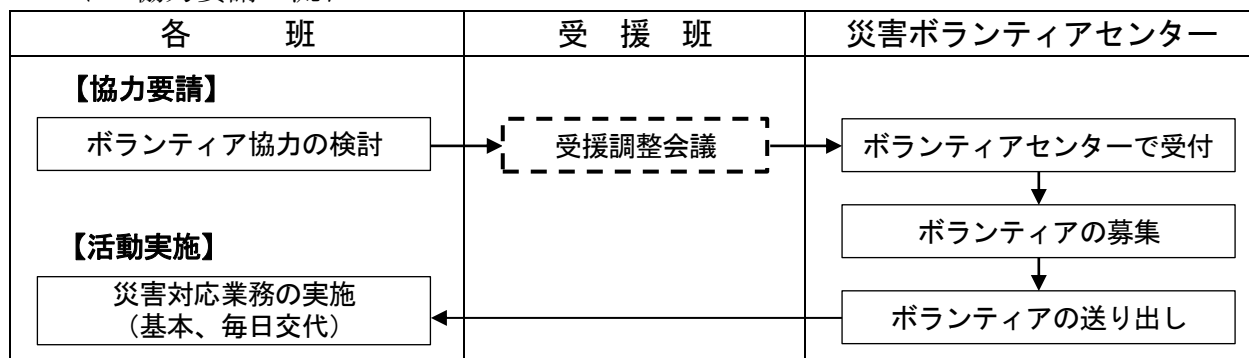 各　　　班
受　援　班
災害ボランティアセンター
【協力要請】
ボランティア協力の検討
受援調整会議
ボランティアセンターで受付
ボランティアの募集
【活動実施】
災害対応業務の実施
（基本、毎日交代）
ボランティアの送り出し